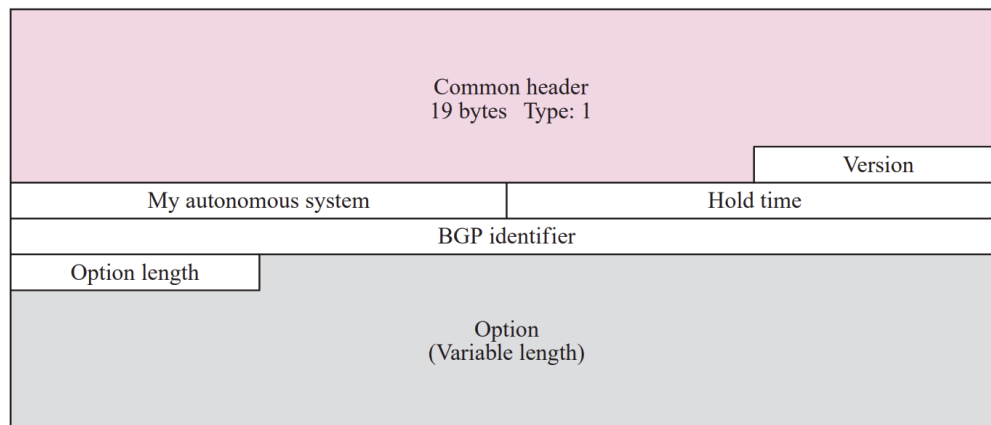 Common header
19 bytes Type: 1
Version
My autonomous system
Hold time
BGP identifier
Option length
Option
(Variable length)